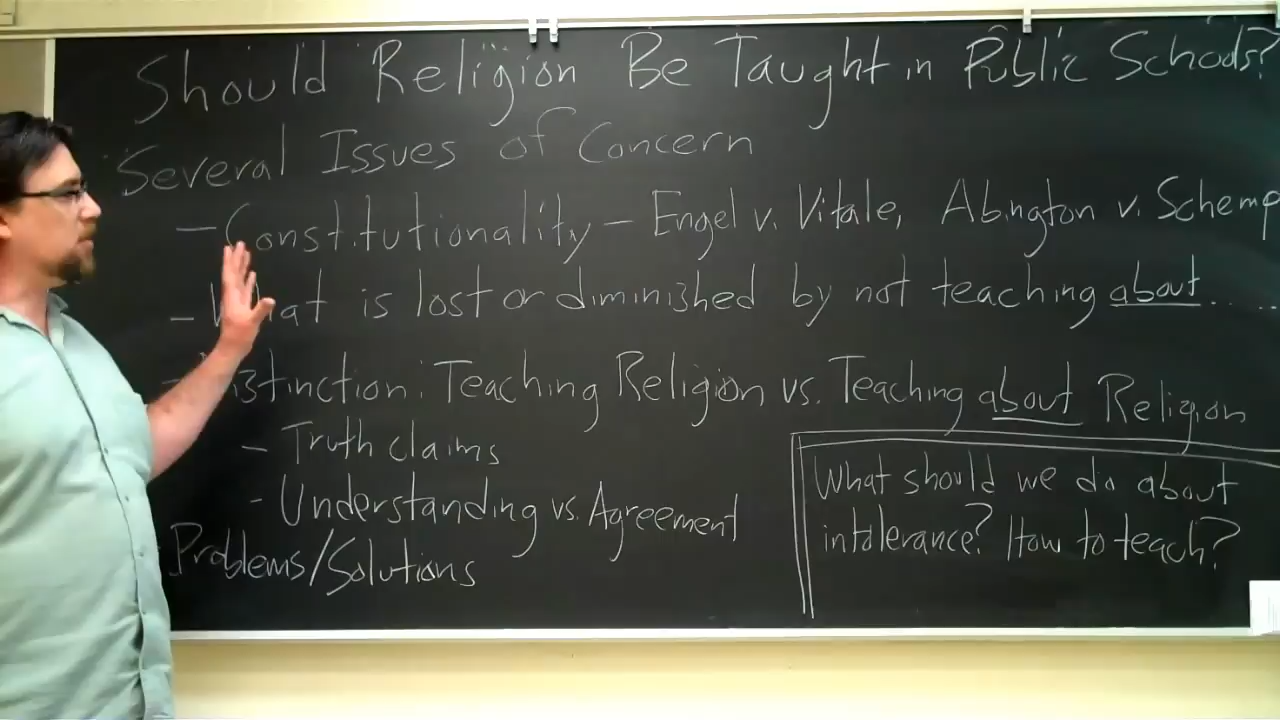 Should Religion Be Taught in Public Schools?
Several Issues of Concern
- Constitutionality - Engel v. Vitale, Abington v. Schemp
- What is lost or diminished by not teaching about.....
- Distinction: Teaching Religion vs. Teaching about Religion
- Truth claims
- Understanding vs. Agreement
Problems/Solutions
What should we do about
intolerance? How to teach?